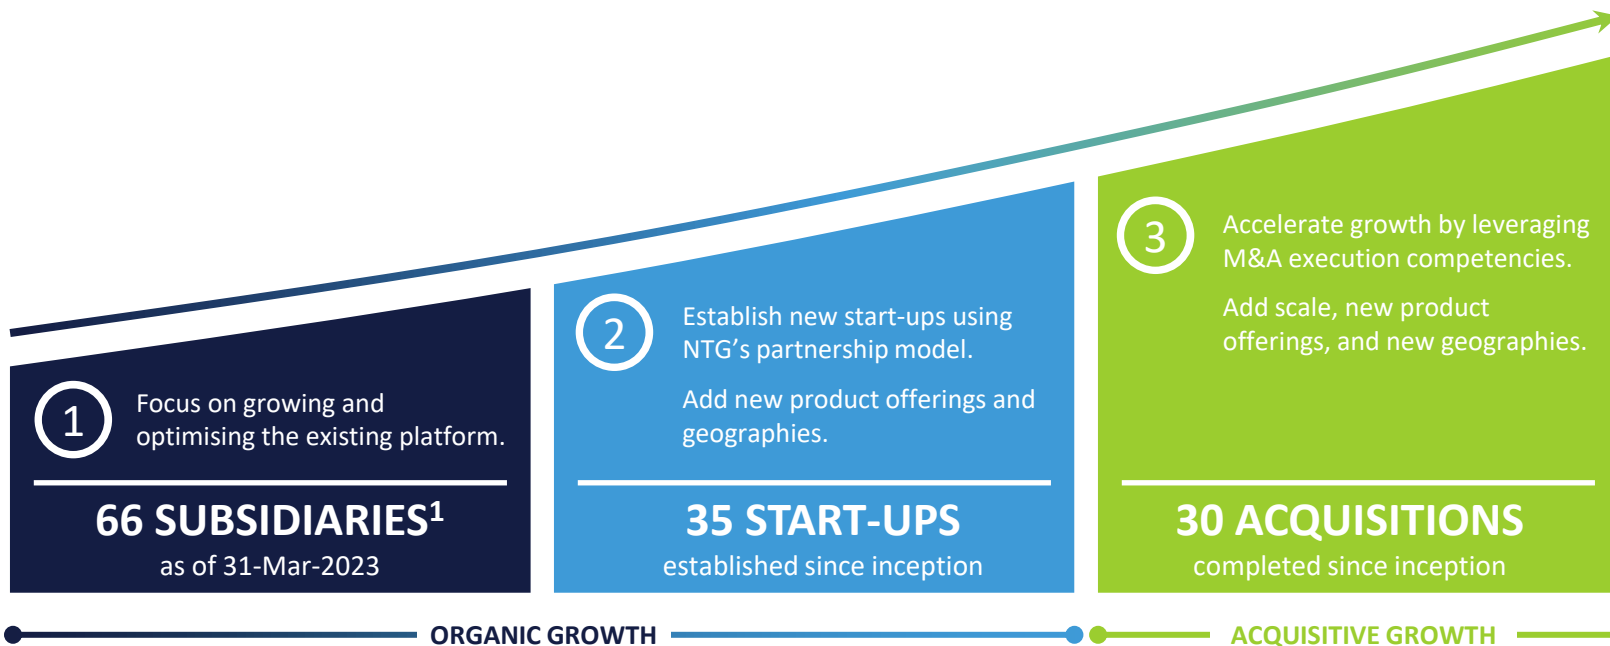 1
Focus on growing and
optimising the existing platform.
66 SUBSIDIARIES¹
as of 31-Mar-2023
2
Establish new start-ups using
NTG’s partnership model.
Add new product offerings and
geographies.
35 START-UPS
established since inception
3
Accelerate growth by leveraging
M&A execution competencies.
Add scale, new product
offerings, and new geographies.
30 ACQUISITIONS
completed since inception
ORGANIC GROWTH
ACQUISITIVE GROWTH